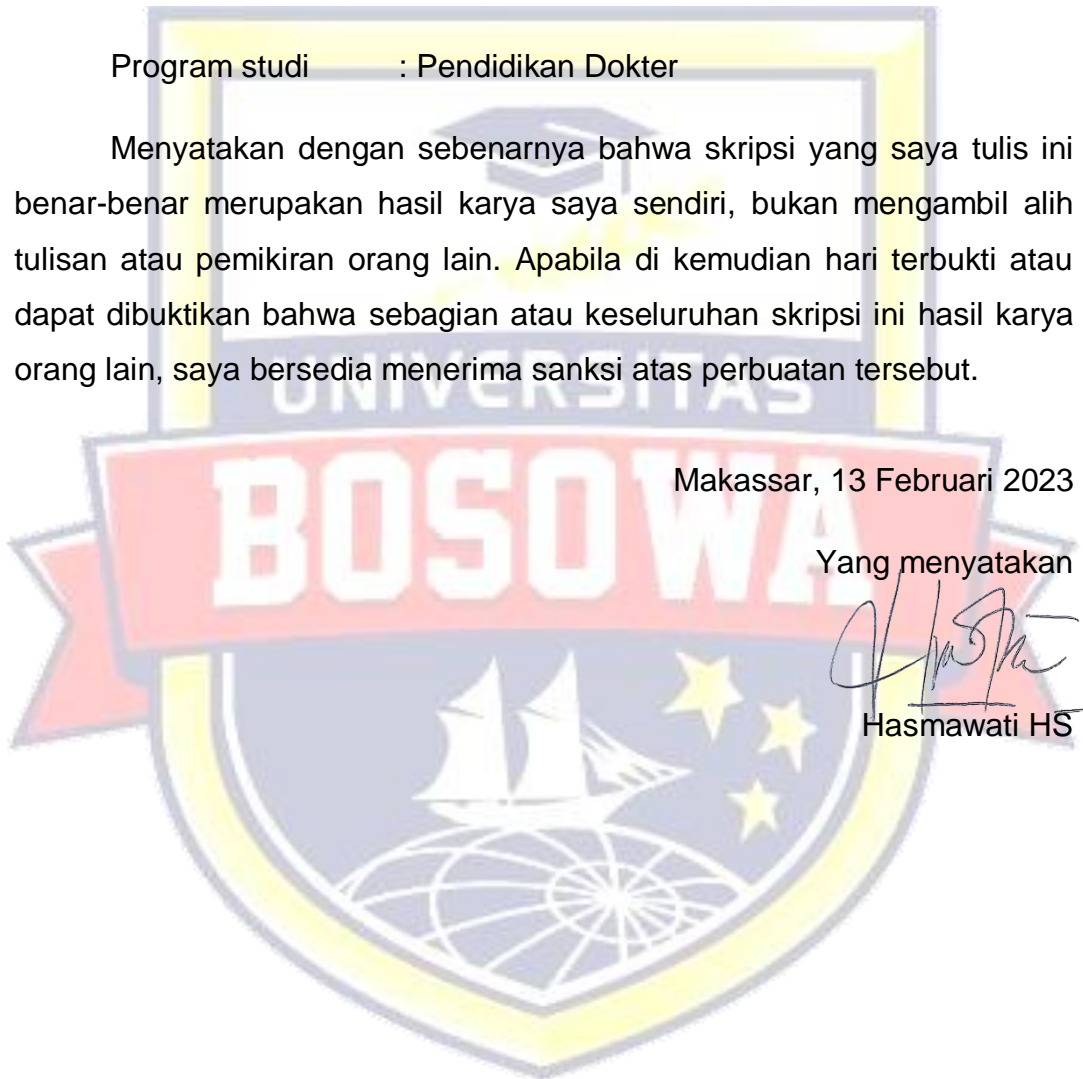 Program studi : Pendidikan Dokter
Menyatakan dengan sebenarnya bahwa skripsi yang saya tulis ini
benar-benar merupakan hasil karya saya sendiri, bukan mengambil alih
tulisan atau pemikiran orang lain. Apabila di kemudian hari terbukti atau
dapat dibuktikan bahwa sebagian atau keseluruhan skripsi ini hasil karya
orang lain, saya bersedia menerima sanksi atas perbuatan tersebut.
UNIVERSITAS
BOSOWA
Makassar, 13 Februari 2023
Yang menyatakan
Hasmawati HS